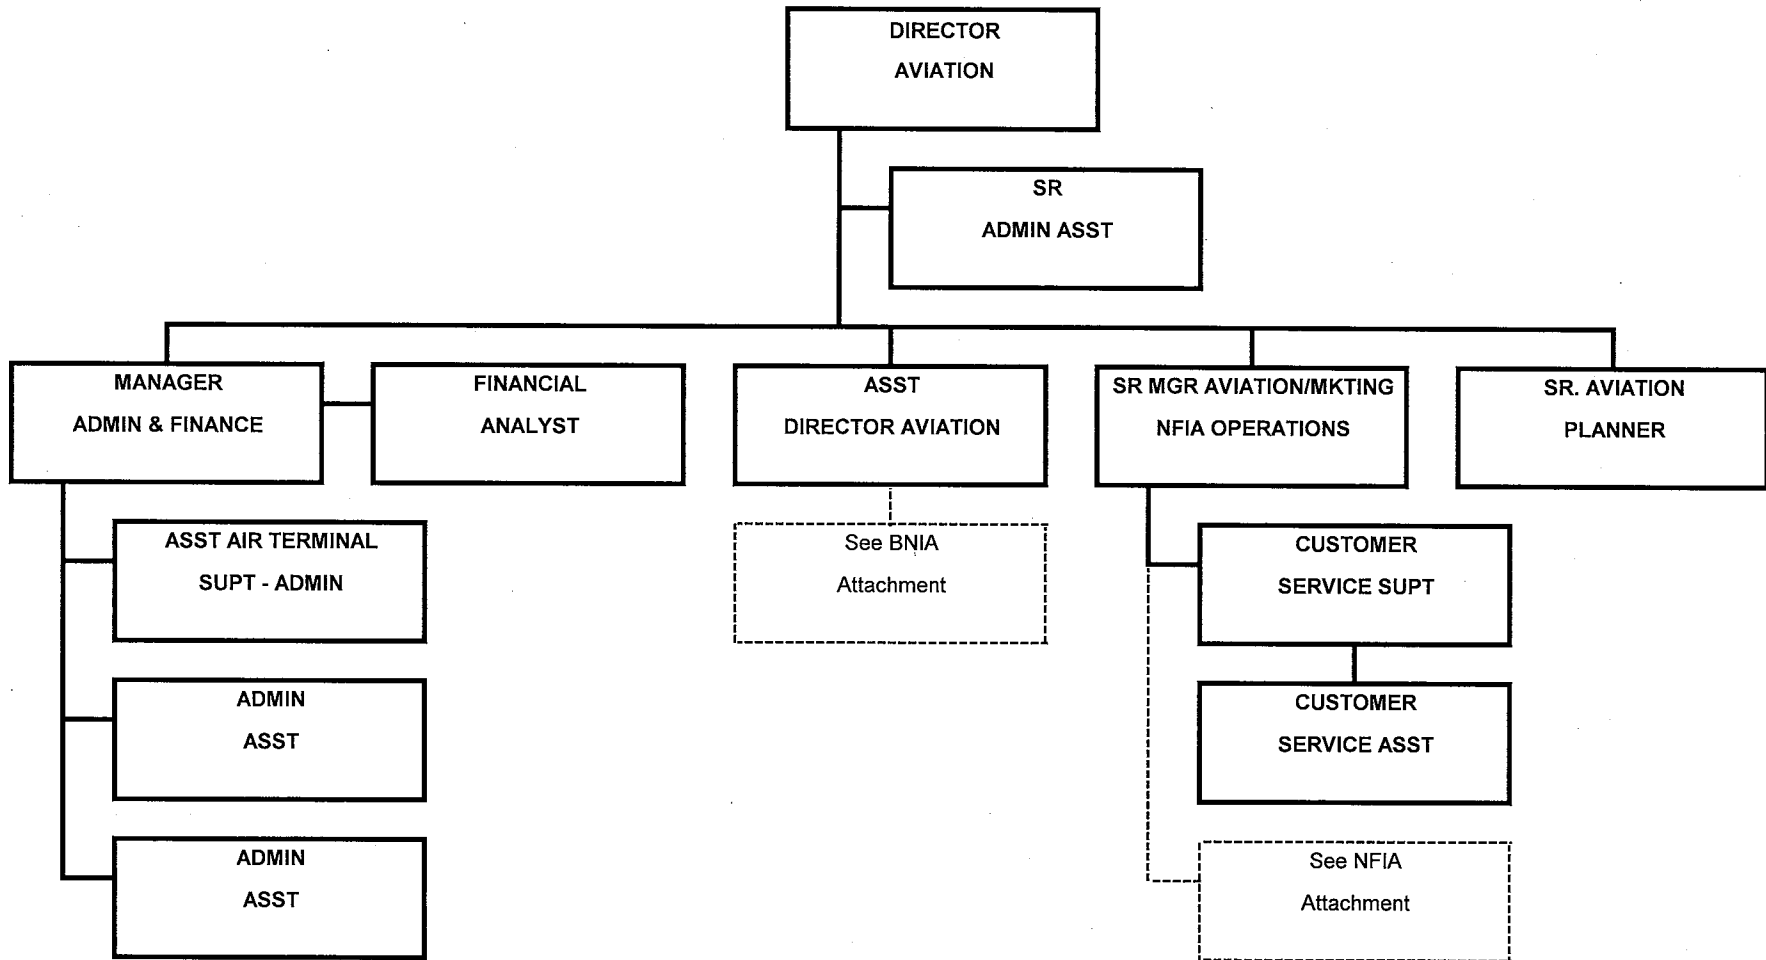 DIRECTOR
AVIATION
SR
ADMIN ASST
MANAGER
ADMIN & FINANCE
FINANCIAL
ANALYST
ASST
DIRECTOR AVIATION
SR MGR AVIATION/MKTING
NFIA OPERATIONS
SR. AVIATION
PLANNER
ASST AIR TERMINAL
SUPT - ADMIN
See BNIA
Attachment
CUSTOMER
SERVICE SUPT
ADMIN
ASST
CUSTOMER
SERVICE ASST
ADMIN
ASST
See NFIA
Attachment